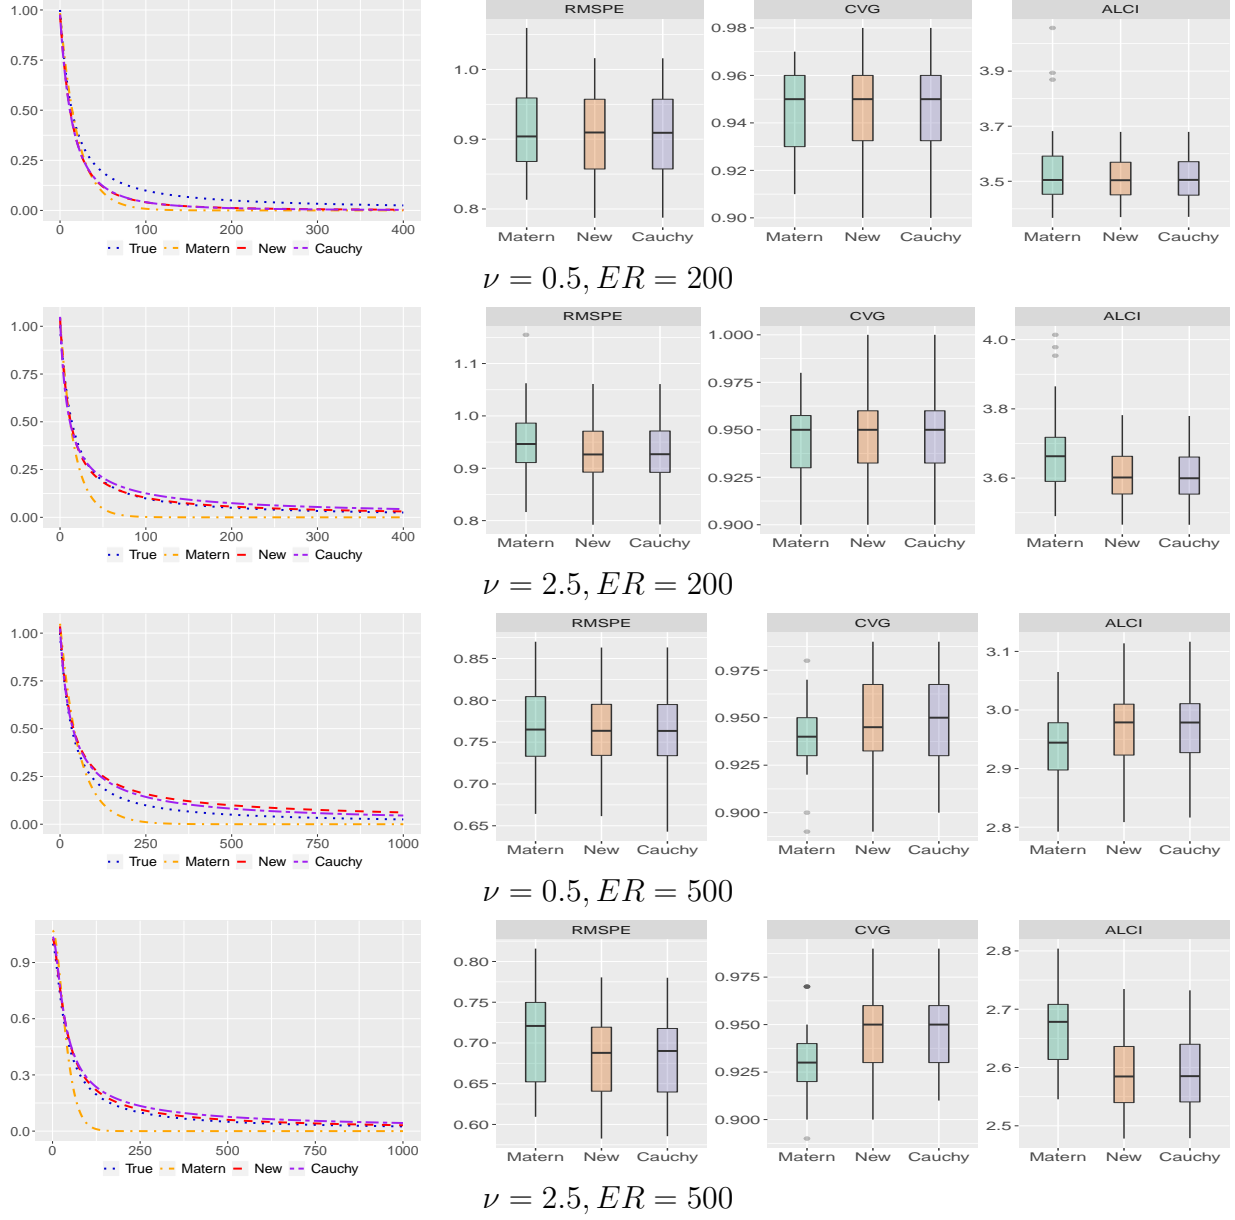 1.00
0.75
0.50
0.25
0.00
0 100 200 300 400
True Matern New Cauchy
RMSPE
1.0
0.9
0.8
Matern New Cauchy
CVG
0.98
0.96
0.94
0.92
0.90
Matern New Cauchy
ALCI
3.9
3.7
3.5
Matern New Cauchy
ν = 0.5, ER = 200
1.00
0.75
0.50
0.25
0.00
0 100 200 300 400
True Matern New Cauchy
RMSPE
1.1
1.0
0.9
0.8
Matern New Cauchy
CVG
1.000
0.975
0.950
0.925
0.900
Matern New Cauchy
ALCI
4.0
3.8
3.6
Matern New Cauchy
ν = 2.5, ER = 200
1.00
0.75
0.50
0.25
0.00
0 250 500 750 1000
True Matern New Cauchy
RMSPE
0.85
0.80
0.75
0.70
0.65
Matern New Cauchy
CVG
0.975
0.950
0.925
0.900
Matern New Cauchy
ALCI
3.1
3.0
2.9
2.8
Matern New Cauchy
ν = 0.5, ER = 500
0.9
0.6
0.3
0.0
0 250 500 750 1000
True Matern New Cauchy
RMSPE
0.80
0.75
0.70
0.65
0.60
Matern New Cauchy
CVG
0.975
0.950
0.925
0.900
Matern New Cauchy
ALCI
2.8
2.7
2.6
2.5
Matern New Cauchy
ν = 2.5, ER = 500